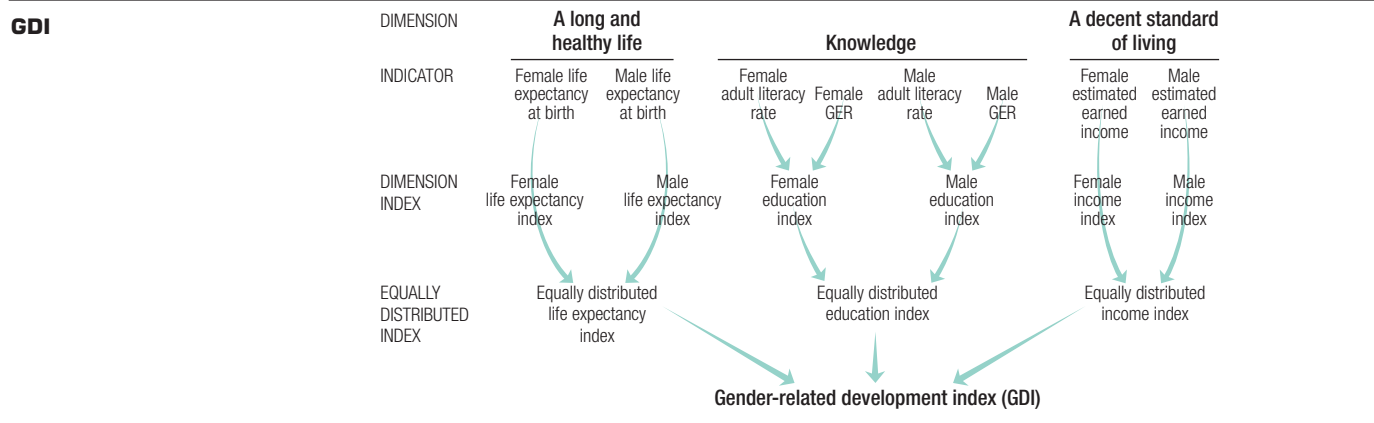 GDI
DIMENSION
A long and
healthy life
Knowledge
A decent standard
of living
INDICATOR
Female life
expectancy
at birth
Male life
expectancy
at birth
Female
adult literacy
rate
Female
GER
Male
adult literacy
rate
Male
GER
Female
estimated
earned
income
Male
estimated
earned
income
DIMENSION
INDEX
Female
life expectancy
index
Male
life expectancy
index
Female
education
index
Male
education
index
Female
income
index
Male
income
index
EQUALLY
DISTRIBUTED
INDEX
Equally distributed
life expectancy
index
Equally distributed
education index
Equally distributed
income index
Gender-related development index (GDI)